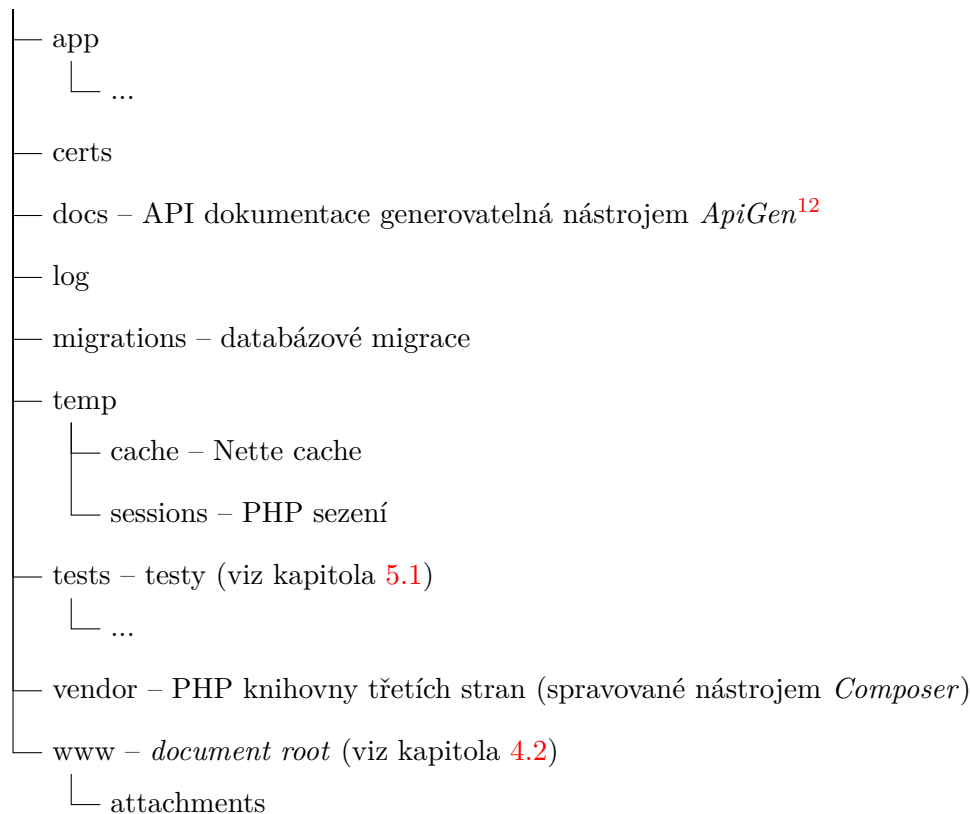 app
...
certs
docs – API dokumentace generovatelná nástrojem ApiGen12
log
migrations – databázové migrace
temp
cache – Nette cache
sessions – PHP sezení
tests – testy (viz kapitola 5.1)
...
vendor – PHP knihovny třetích stran (spravované nástrojem Composer)
www – document root (viz kapitola 4.2)
attachments